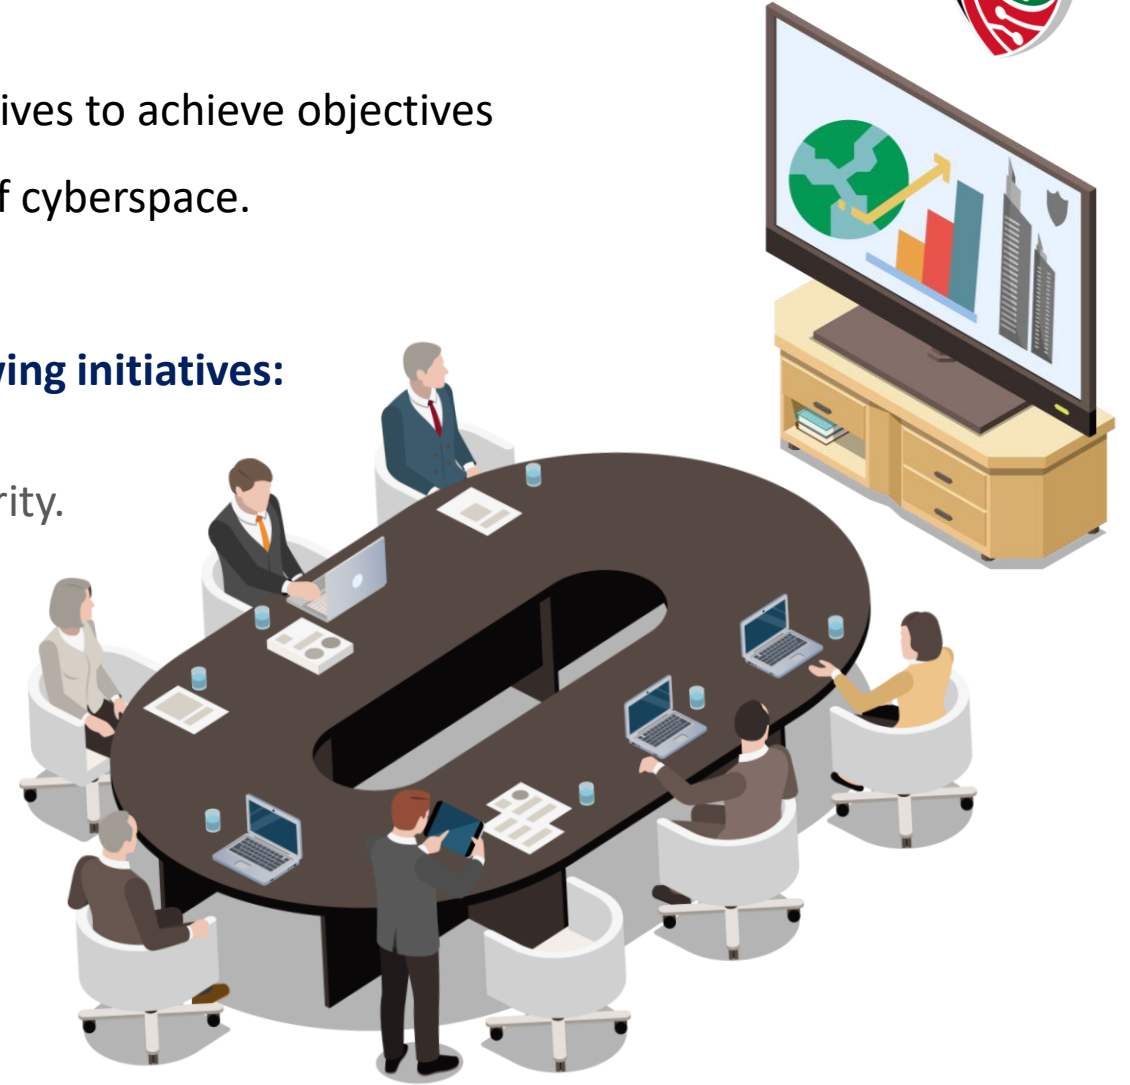 ives to achieve objectives
f cyberspace.
ving initiatives:
rity.